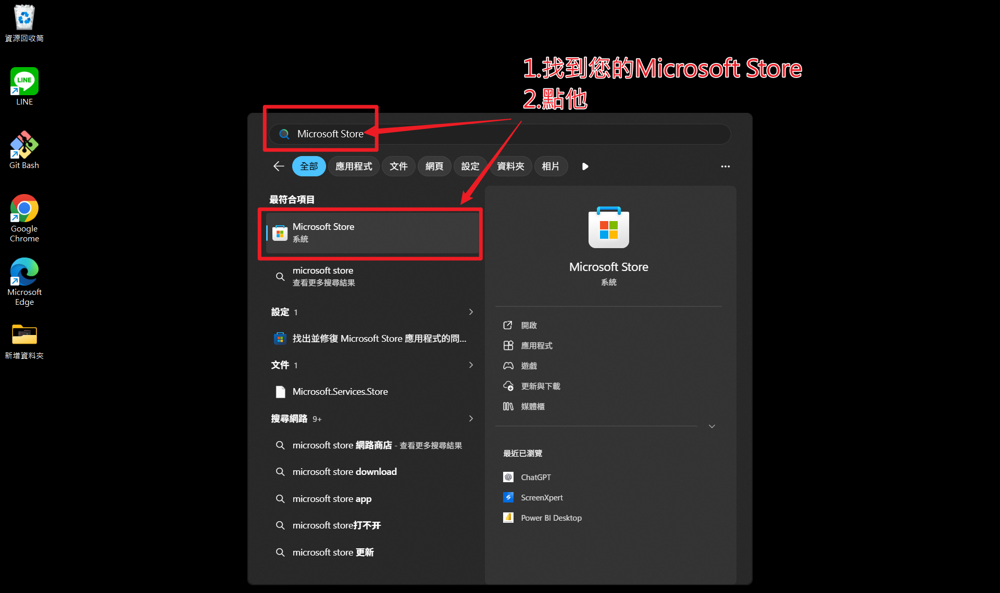 資源回收筒
LINE
LINE
Git Bash
Google
Chrome
Microsoft
Edge
新增資料夾
1.找到您的Microsoft Store
2.點他
Microsoft Store
全部
應用程式
文件
網頁
設定
資料夾
相片
最符合項目
Microsoft Store
系統
microsoft store
查看更多搜尋結果
設定 1
找出並修復 Microsoft Store 應用程式的問...
文件 1
Microsoft.Services.Store
搜尋網路 9+
microsoft store 網路商店 - 查看更多搜尋結果
microsoft store download
microsoft store app
microsoft store打不开
microsoft store 更新
Microsoft Store
系統
開啟
應用程式
遊戲
更新與下載
媒體櫃
最近已瀏覽
ChatGPT
ScreenXpert
Power BI Desktop